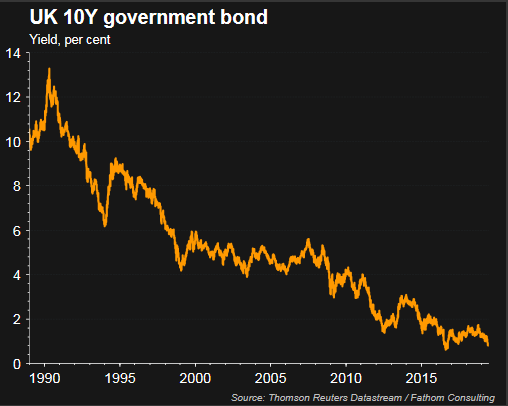 UK 10Y government bond
Yield, per cent
14
12
10
8
6
4
2
0
1990 1995 2000 2005 2010 2015
Source: Thomson Reuters Datastream / Fathom Consulting